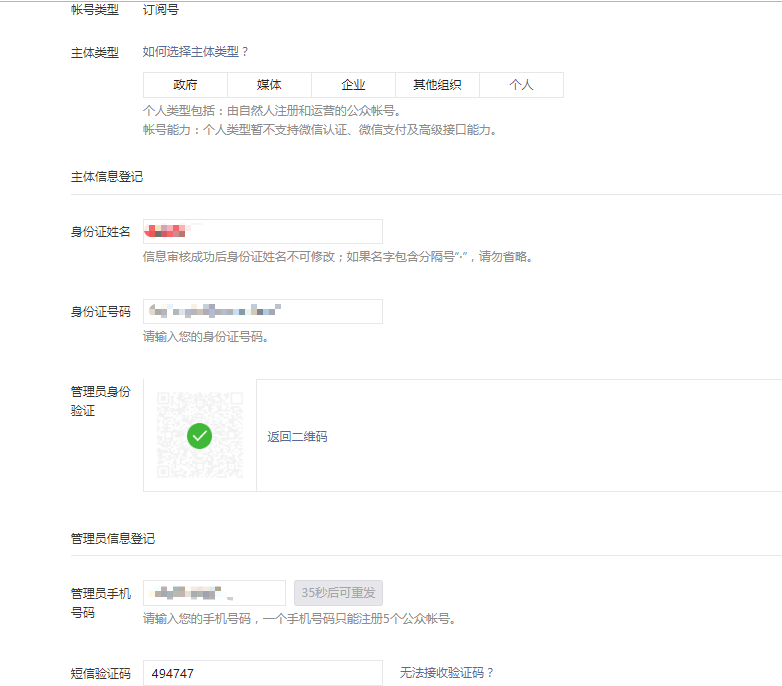 帐号类型 订阅号
主体类型 如何选择主体类型？
政府 媒体 企业 其他组织 个人
个人类型包括：由自然人注册和运营的公众帐号。
帐号能力：个人类型暂不支持微信认证、微信支付及高级接口能力。
主体信息登记
身份证姓名
信息审核成功后身份证姓名不可修改；如果名字包含分隔号“·”，请勿省略。
身份证号码
请输入您的身份证号码。
管理员身份
验证
返回二维码
管理员信息登记
管理员手机 35秒后可重发
号码
请输入您的手机号码，一个手机号码只能注册5个公众帐号。
短信验证码 494747 无法接收验证码？